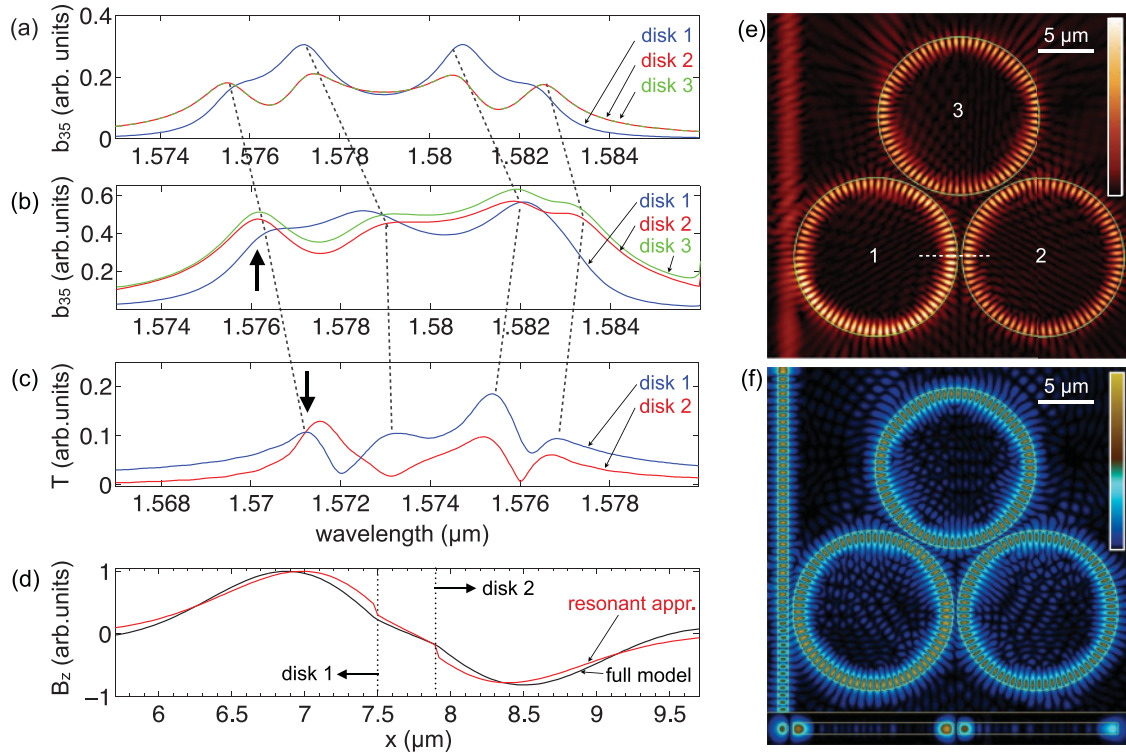 (a)
b35 (arb. units)
0.4
0.2
0
disk 1
disk 2
disk 3
1.574 1.576 1.578 1.58 1.582 1.584
(b)
b35 (arb. units)
0.6
0.4
0.2
disk 1
disk 2
disk 3
1.574 1.576 1.578 1.58 1.582 1.584
(c)
T (arb.units)
0.2
0.1
0
disk 1
disk 2
1.568 1.57 1.572 1.574 1.576 1.578
wavelength (μm)
(d)
Bz (arb.units)
1
0
−1
disk 2
disk 1
resonant appr.
full model
6 6.5 7 7.5 8 8.5 9 9.5
x (μm)
(e)
5 μm
3
1
2
(f)
5 μm